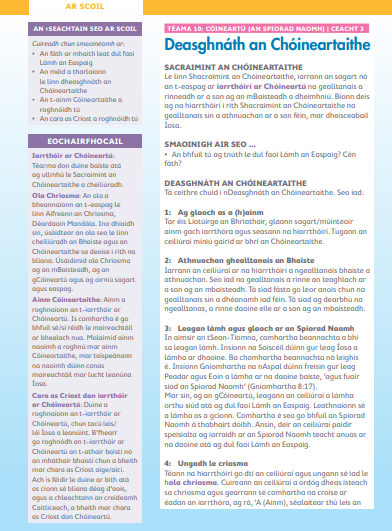 AR SCOIL
AN tSEACHTAIN SEO AR SCOIL
Cuireadh chun smaoineamh ar:
• An fáth ar mhaith leat dul faoi
Lámh an Easpaig
• An méid a tharlaíonn
le linn dheasghnáth an
Chóineartaithe
• An t-ainm Cóineartaithe a
roghnóidh tú
• An cara as Críost a roghnóidh tú
EOCHAIRFHOCAIL
Iarrthóir ar Chóineartú:
Téarma don duine baiste atá
ag ullmhú le Sacraimint an
Chóineartaithe a cheiliúradh.
Ola Chriosma: An ola a
bheannaíonn an t-easpag le
linn Aifreann an Chriosma,
Déardaoin Mandála. Ina dhiaidh
sin, úsáidtear an ola seo le linn
cheiliúradh an Bhaiste agus an
Chóineartaithe sa deoise i rith na
bliana. Úsáidimid ola Chriosma
ag an mBaisteadh, ag an
gCóineartú agus ag oirniú sagart
agus easpag.
Ainm Cóineartaithe: Ainm a
roghnaíonn an t-iarrthóir ar
Chóineartú. Is comhartha é go
bhfuil sé/sí réidh le maireachtáil
ar bhealach nua. Molaimid ainm
naoimh a roghnú mar ainm
Cóineartaithe, mar taispeánann
na naoimh dúinn conas
maireachtáil mar lucht leanúna
Íosa.
Cara as Críost don iarrthóir
ar Chóineartú: Duine a
roghnaíonn an t-iarrthóir ar
Chóineartú, chun tacú leis/
léi Íosa a leanúint. B'fhearr
go roghnódh an t-iarrthóir ar
Chóineartú an t-athair baistí nó
an mháthair bhaistí chun a bheith
mar chara as Críost aige/aici.
Ach is féidir le duine ar bith atá
os cionn sé bliana déag d'aois,
agus a chleachtann an creideamh
Caitliceach, a bheith mar chara
as Críost don Chóineartú.
TÉAMA 10: CÓINEARTÚ (AN SPIORAD NAOMH) | CEACHT 3
Deasghnáth an Chóineartaithe
SACRAIMINT AN CHÓINEARTAITHE
Le linn Shacraimint an Chóineartaithe, iarrann an sagart nó
an t-easpag ar iarrthóirí ar Chóineartú na gealltanais a
rinneadh ar a son ag an mBaisteadh a dheimhniú. Bíonn deis
ag na hiarrthóirí i rith Shacraimint an Chóineartaithe na
gealltanais sin a athnuachan ar a son féin, mar dheisceabail
Íosa.
SMAOINIGH AIR SEO ...
• An bhfuil tú ag tnúth le dul faoi Lámh an Easpaig? Cén
fáth?
DEASGHNÁTH AN CHÓINEARTAITHE
Tá ceithre chuid i nDeasghnáth an Chóineartaithe. Seo iad:
1: Ag glaoch as a (h)ainm
Tar éis Liotúirge an Bhriathair, glaonn sagart/múinteoir
ainm gach iarrthóra agus seasann na hiarrthóirí. Tugann an
ceiliúraí míniú gairid ar bhrí an Chóineartaithe.
2: Athnuachan ghealltanais an Bhaiste
Iarrann an ceiliúraí ar na hiarrthóirí a ngealltanais bhaiste a
athnuachan. Seo iad na gealltanais a rinne an teaghlach ar
a son ag an mbaisteadh. Tá siad fásta go leor anois chun na
gealltanais sin a dhéanamh iad féin. Tá siad ag dearbhú na
ngealltanas, a rinne daoine eile ar a son ag an mbaisteadh.
3: Leagan lámh agus glaoch ar an Spiorad Naomh
In aimsir an tSean-Tiomna, comhartha beannachta a bhí
sa leagan lámh. Insíonn na Soiscéil dúinn gur leag Íosa a
lámha ar dhaoine. Ba chomhartha beannachta nó leighis
é. Insíonn Gníomhartha na nAspal dúinn freisin gur leag
Peadar agus Eoin a lámha ar na daoine baiste, 'agus fuair
siad an Spiorad Naomh' (Gníomhartha 8:17).
Mar sin, ag an gCóineartú, leagann an ceiliúraí a lámha
orthu siúd atá ag dul faoi Lámh an Easpaig. Leathnaíonn sé
a lámha os a gcionn. Comhartha é seo go bhfuil an Spiorad
Naomh á thabhairt dóibh. Ansin, deir an ceiliúraí paidir
speisialta ag iarraidh ar an Spiorad Naomh teacht anuas ar
na daoine atá ag dul faoi Lámh an Easpaig.
4: Ungadh le criosma
Téann na hiarrthóirí go dtí an ceiliúraí agus ungann sé iad le
hola chriosma. Cuireann an ceiliúraí a ordóg dheas isteach
sa chriosma agus gearrann sé comhartha na croise ar
éadan an iarrthóra, ag rá, 'A (Ainm), séalaítear thú leis an